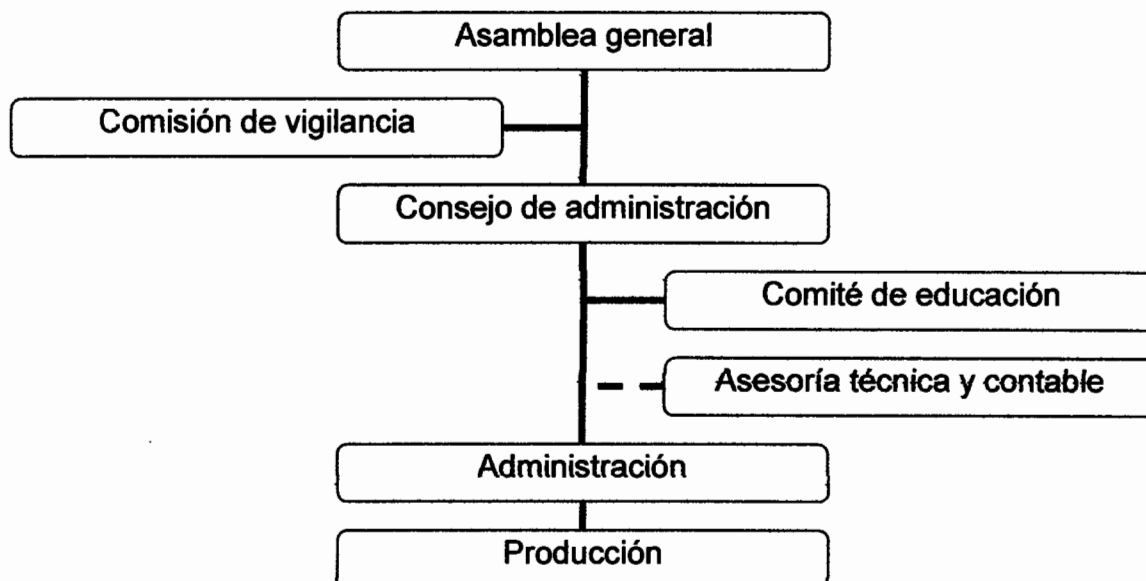 Asamblea general
Comisión de vigilancia
Consejo de administración
Comité de educación
Asesoría técnica y contable
Administración
Producción